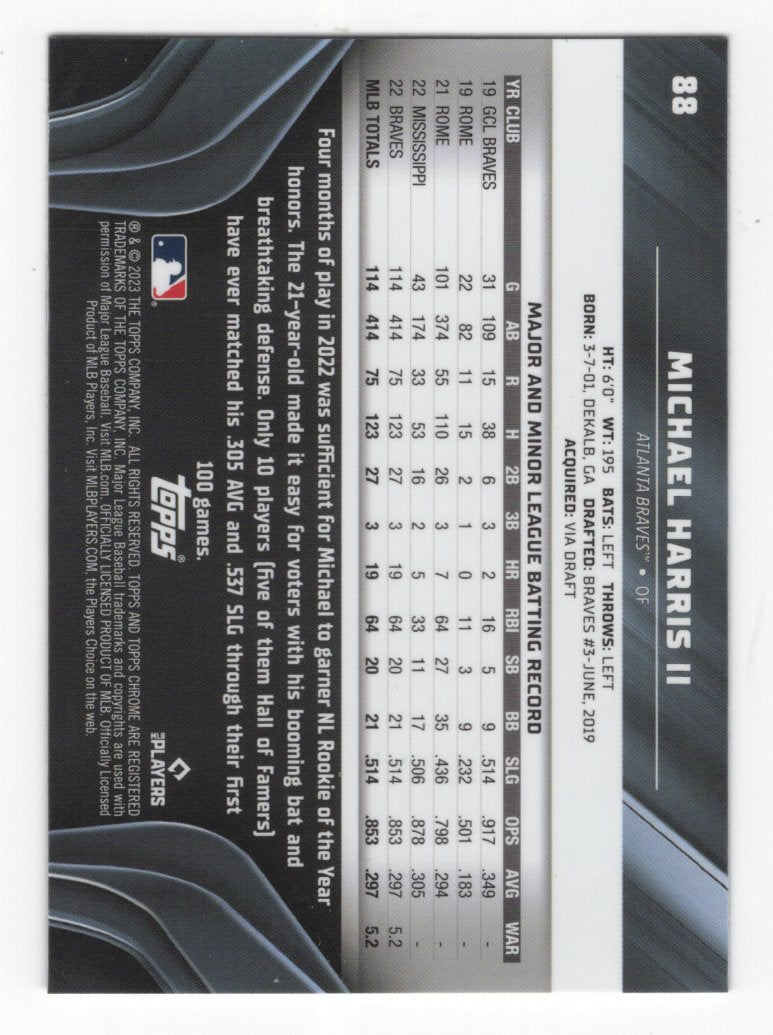 88
MICHAEL HARRIS II
ATLANTA BRAVES™ • OF
HT: 6'0" WT: 195 BATS: LEFT THROWS: LEFT
BORN: 3-7-01, DEKALB, GA DRAFTED: BRAVES #3-JUNE, 2019
ACQUIRED: VIA DRAFT
MAJOR AND MINOR LEAGUE BATTING RECORD
YR CLUB G AB R H 2B 3B HR RBI SB BB SLG OPS AVG WAR
19 GCL BRAVES 31 109 15 38 6 3 2 16 5 9 .514 .917 .349 -
19 ROME 22 82 11 15 2 1 0 11 3 9 .232 .501 .183 -
21 ROME 101 374 55 110 26 3 7 64 27 35 .436 .798 .294 -
22 MISSISSIPPI 43 174 33 53 16 2 5 33 11 17 .506 .878 .305 -
22 BRAVES 114 414 75 123 27 3 19 64 20 21 .514 .853 .297 5.2
MLB TOTALS 114 414 75 123 27 3 19 64 20 21 .514 .853 .297 5.2
Four months of play in 2022 was sufficient for Michael to garner NL Rookie of the Year
honors. The 21-year-old made it easy for voters with his booming bat and
breathtaking defense. Only 10 players (five of them Hall of Famers)
have ever matched his .305 AVG and .537 SLG through their first
100 games.
®
topps®
MLB PLAYERS
® & © 2023 THE TOPPS COMPANY, INC. ALL RIGHTS RESERVED. TOPPS AND TOPPS CHROME ARE REGISTERED
TRADEMARKS OF THE TOPPS COMPANY, INC. Major League Baseball trademarks and copyrights are used with
permission of Major League Baseball. Visit MLB.com. OFFICIALLY LICENSED PRODUCT OF MLB. Officially Licensed
Product of MLB Players, Inc. Visit MLBPLAYERS.COM, the Players Choice on the web.